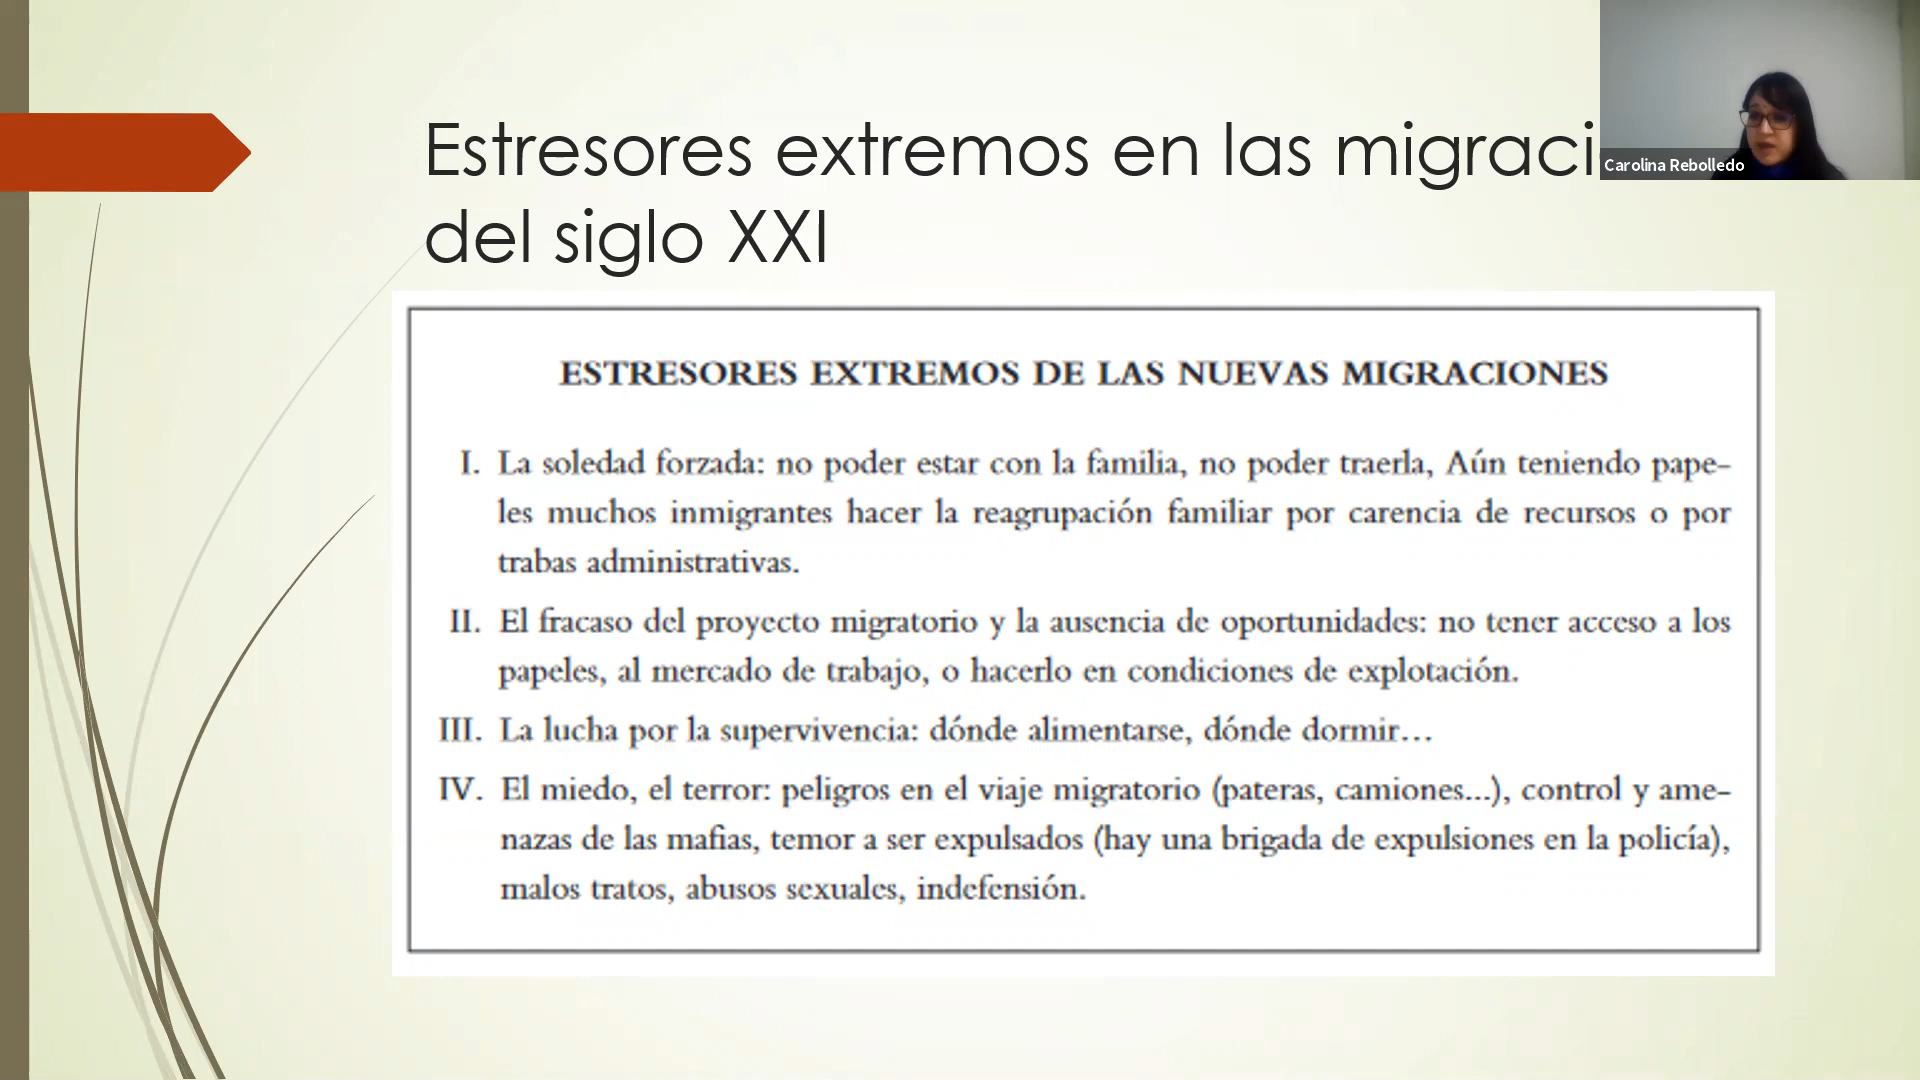 Estresores extremos en las migraci
del siglo XXI
Carolina Rebolledo
ESTRESORES EXTREMOS DE LAS NUEVAS MIGRACIONES
I. La soledad forzada: no poder estar con la familia, no poder traerla, Aún teniendo pape-
les muchos inmigrantes hacer la reagrupación familiar por carencia de recursos o por
trabas administrativas.
II. El fracaso del proyecto migratorio y la ausencia de oportunidades: no tener acceso a los
papeles, al mercado de trabajo, o hacerlo en condiciones de explotación.
III. La lucha por la supervivencia: dónde alimentarse, dónde dormir...
IV. El miedo, el terror: peligros en el viaje migratorio (pateras, camiones...), control y ame-
nazas de las mafias, temor a ser expulsados (hay una brigada de expulsiones en la policía),
malos tratos, abusos sexuales, indefensión.